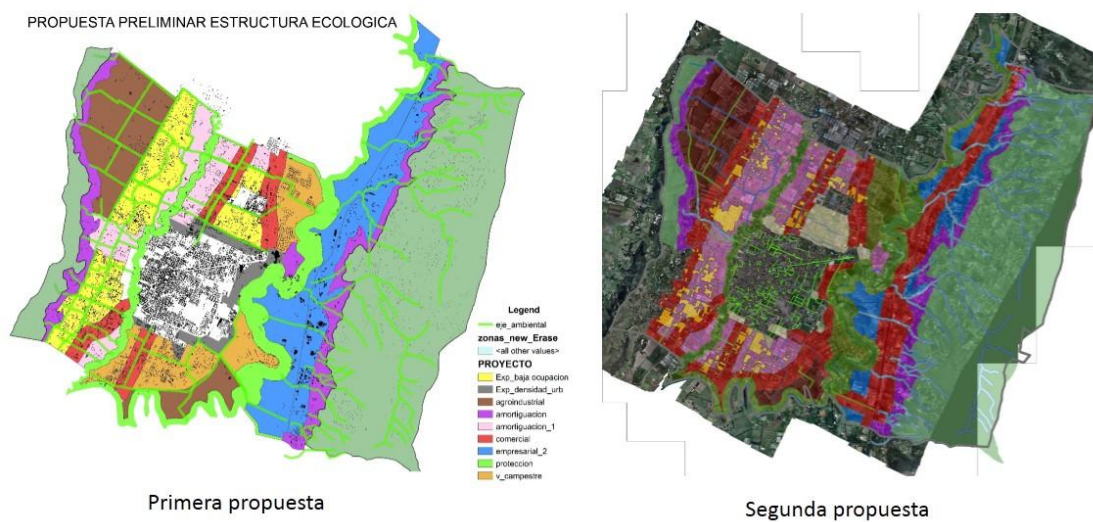 PROPUESTA PRELIMINAR ESTRUCTURA ECOLOGICA
Legend
eje_ambiental
zonas_new_Erase
<all other values>
PROYECTO
Exp_baja ocupacion
Exp_densidad_urb
agroindustrial
amortiguacion
amortiguacion_1
comercial
empresarial_2
proteccion
v_campestre
Primera propuesta
Segunda propuesta